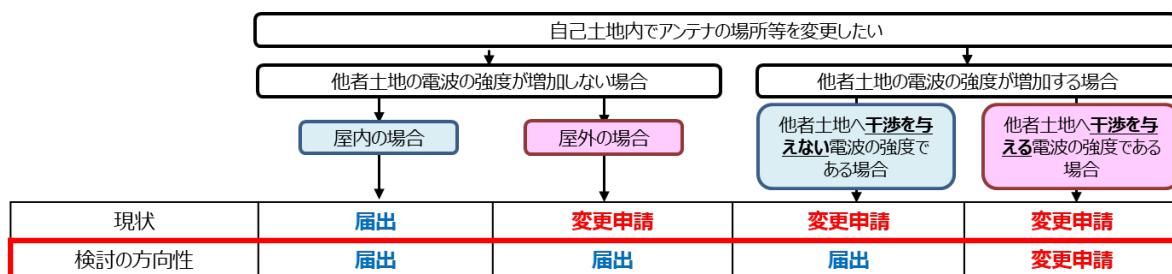 自己土地内でアンテナの場所等を変更したい
他者土地の電波の強度が増加しない場合
他者土地の電波の強度が増加する場合
屋内の場合
屋外の場合
他者土地へ干渉を与
えない電波の強度で
ある場合
他者土地へ干渉を与
える電波の強度である
場合
現状 届出 変更申請 変更申請 変更申請
検討の方向性 届出 届出 届出 変更申請